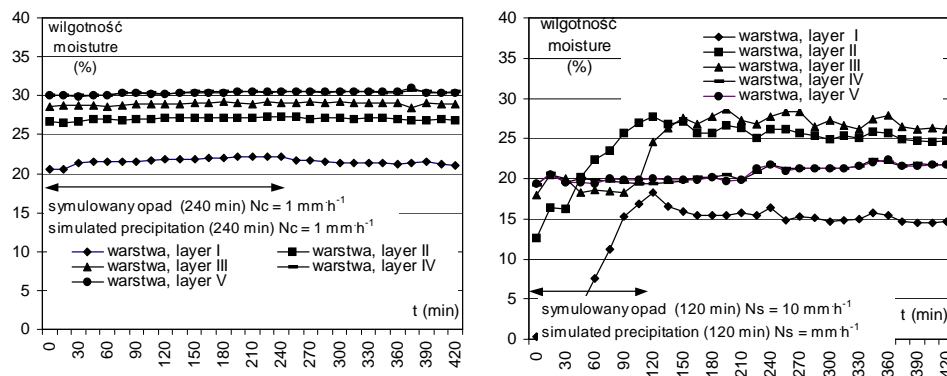 40
35
30
25
20
15
10
5
0
wilgotność
moistutre
(%)
symulowany opad (240 min) Nc = 1 mm·h-1
simulated precipitation (240 min) Nc = 1 mm·h-1
warstwa, layer I
warstwa, layer II
warstwa, layer III
warstwa, layer IV
warstwa, layer V
t (min)
0 30 60 90 120 150 180 210 240 270 300 330 360 390 420
40
35
30
25
20
15
10
5
0
wilgotność
moisture
(%)
warstwa, layer I
warstwa, layer II
warstwa, layer III
warstwa, layer IV
warstwa, layer V
symulowany opad (120 min) Ns = 10 mm·h-1
simulated precipitation (120 min) Ns = mm·h-1
t (min)
0 30 60 90 120 150 180 210 240 270 300 330 360 390 420